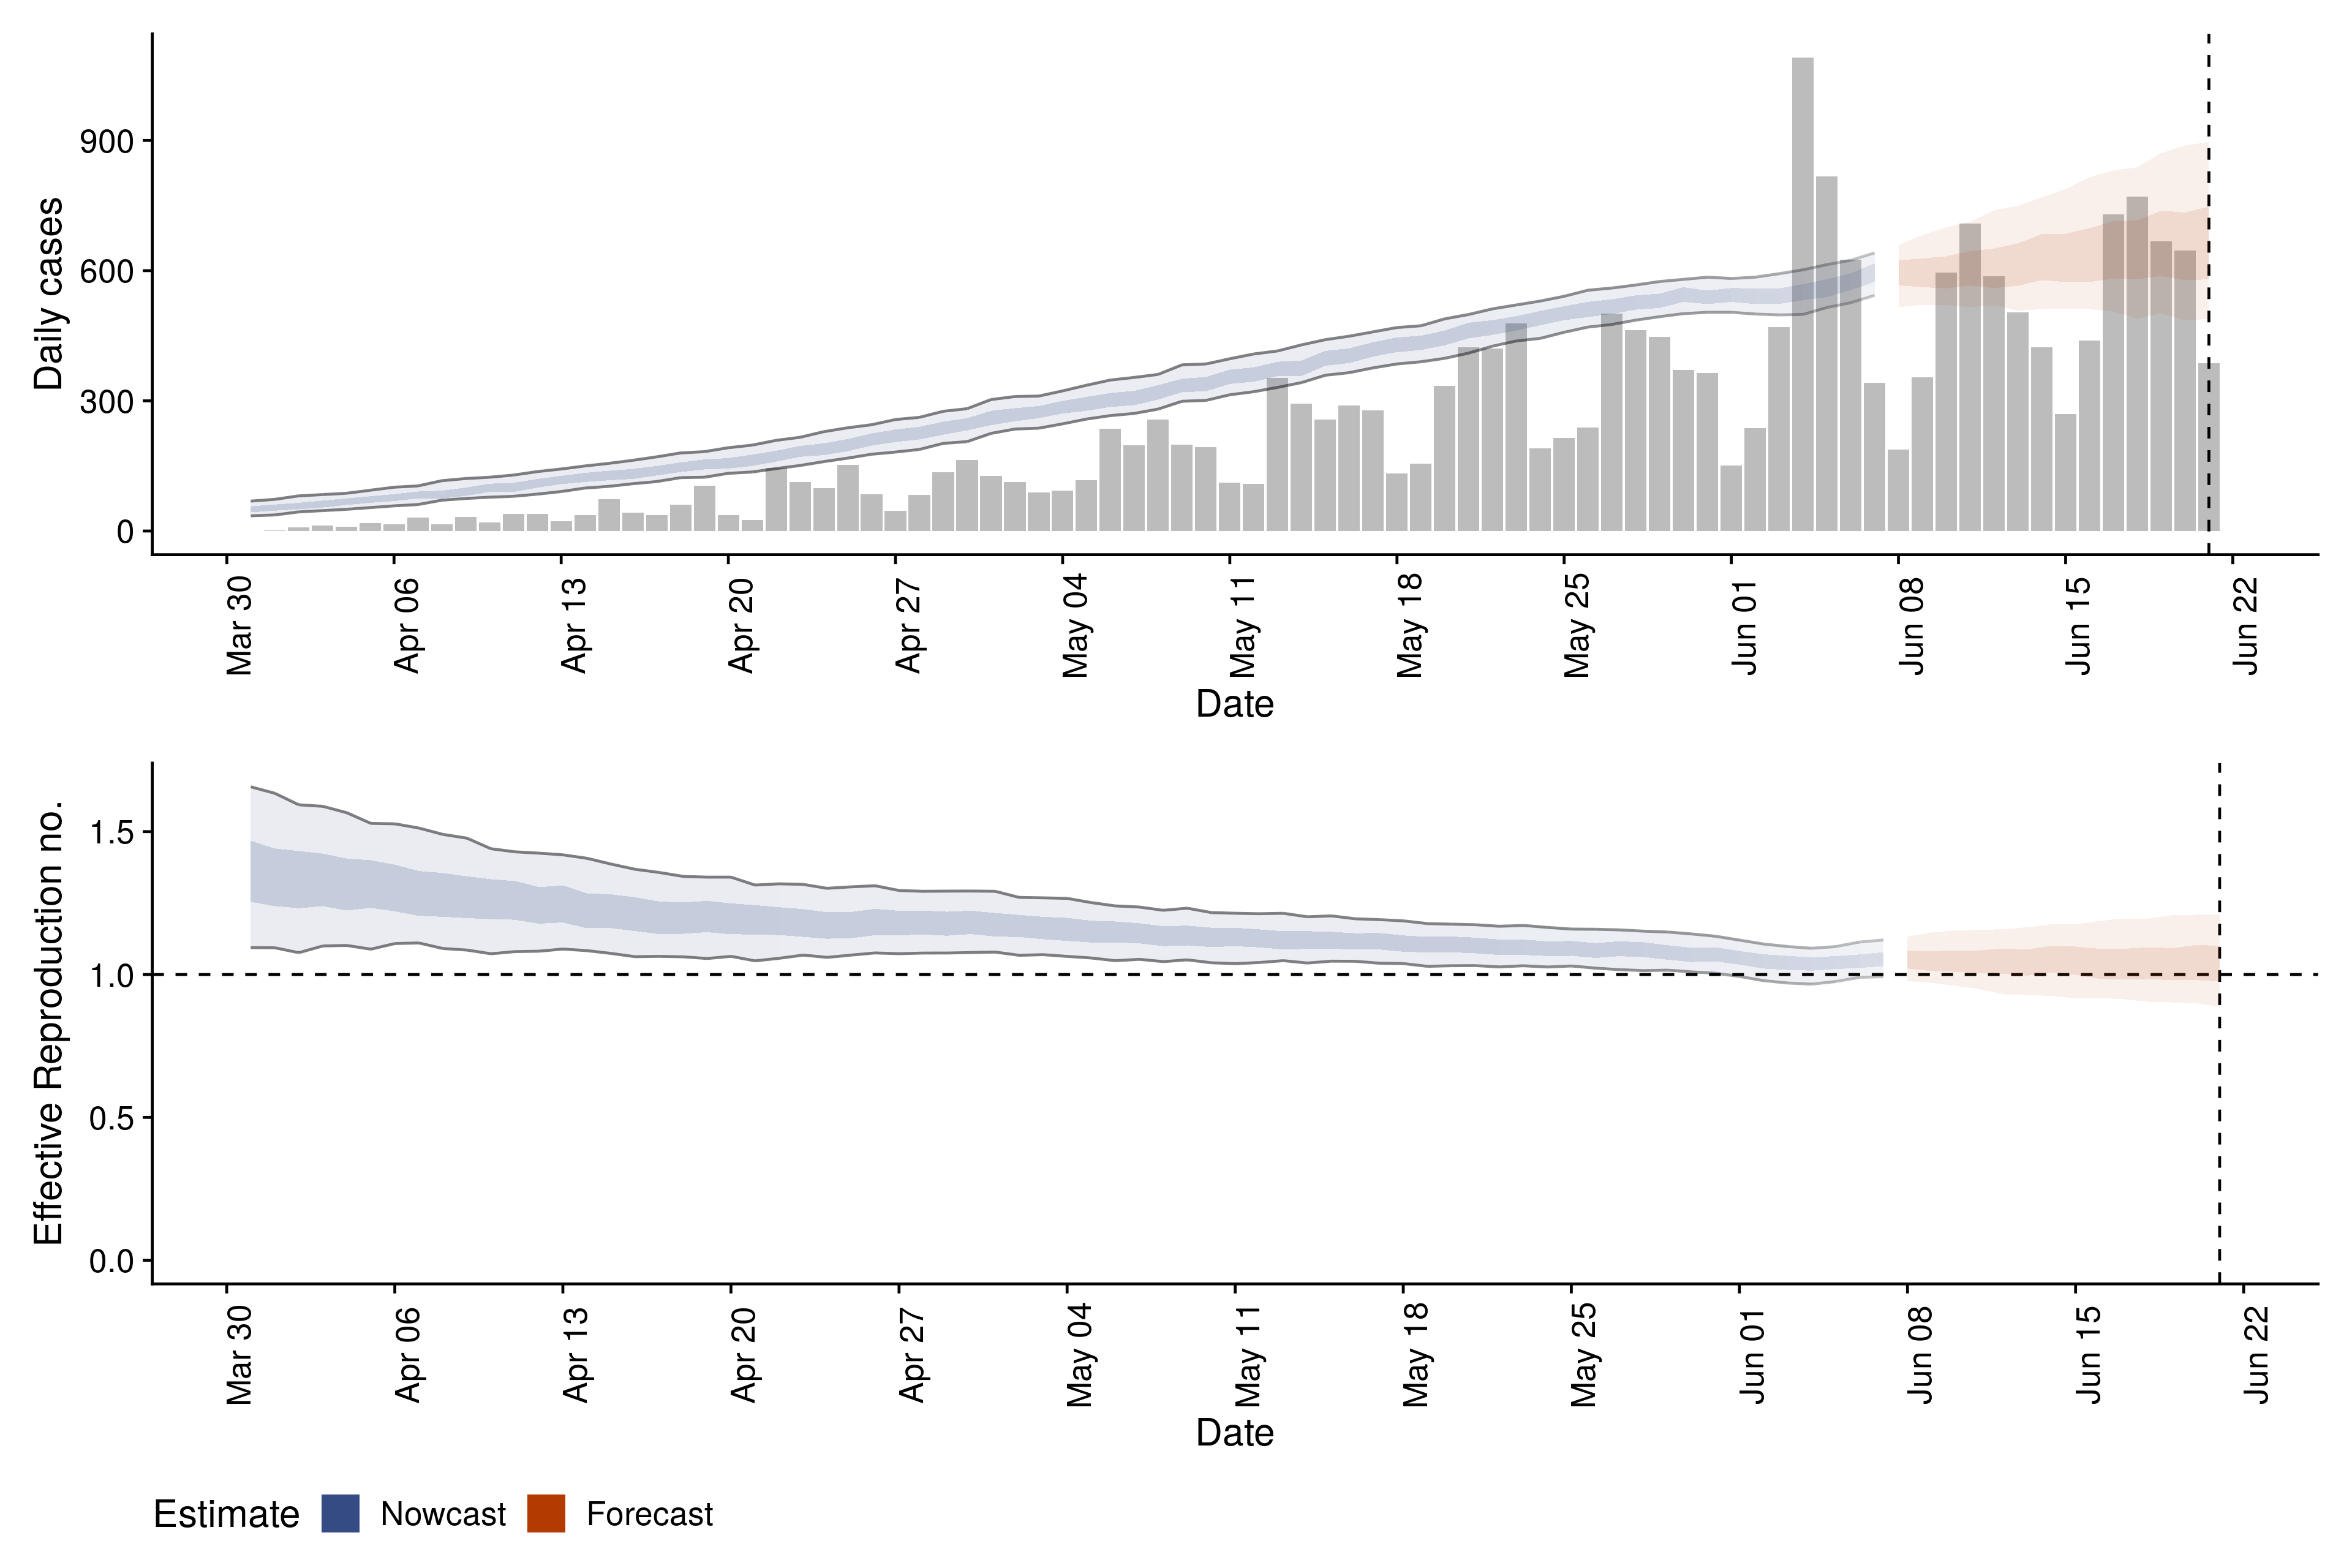 Daily cases
900
600
300
0
Mar 30
Apr 06
Apr 13
Apr 20
Apr 27
May 04
May 11
May 18
May 25
Jun 01
Jun 08
Jun 15
Jun 22
Date
Effective Reproduction no.
1.5
1.0
0.5
0.0
Mar 30
Apr 06
Apr 13
Apr 20
Apr 27
May 04
May 11
May 18
May 25
Jun 01
Jun 08
Jun 15
Jun 22
Date
Estimate Nowcast Forecast